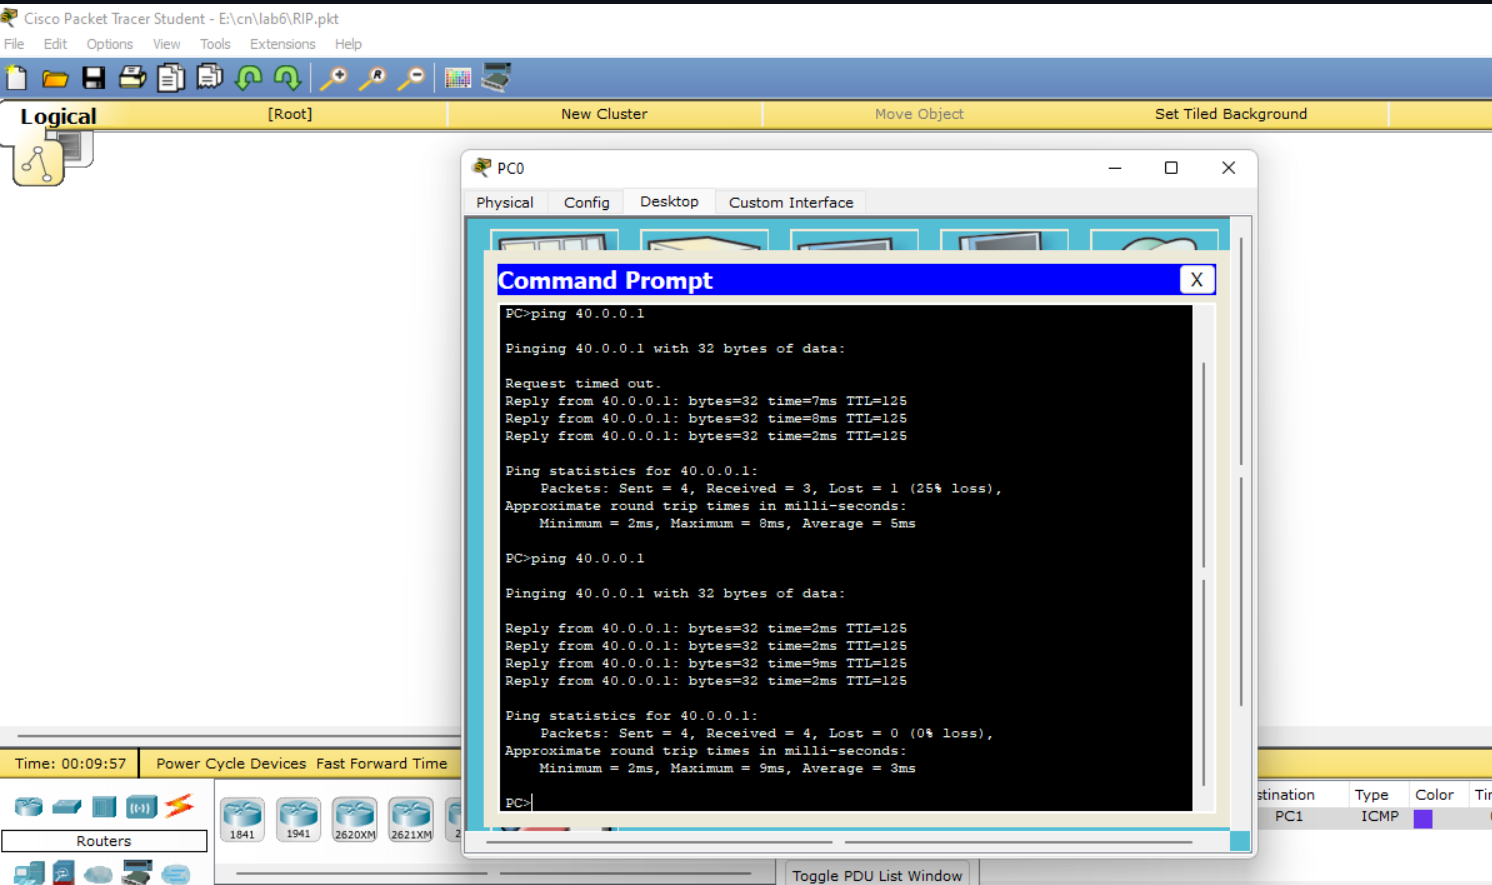 Cisco Packet Tracer Student - E:\cn\lab6\RIP.pkt
File Edit Options View Tools Extensions Help
Logical [Root] New Cluster Move Object Set Tiled Background
PC0
Physical Config Desktop Custom Interface
Command Prompt X
PC>ping 40.0.0.1
Pinging 40.0.0.1 with 32 bytes of data:
Request timed out.
Reply from 40.0.0.1: bytes=32 time=7ms TTL=125
Reply from 40.0.0.1: bytes=32 time=8ms TTL=125
Reply from 40.0.0.1: bytes=32 time=2ms TTL=125
Ping statistics for 40.0.0.1:
Packets: Sent = 4, Received = 3, Lost = 1 (25% loss),
Approximate round trip times in milli-seconds:
Minimum = 2ms, Maximum = 8ms, Average = 5ms
PC>ping 40.0.0.1
Pinging 40.0.0.1 with 32 bytes of data:
Reply from 40.0.0.1: bytes=32 time=2ms TTL=125
Reply from 40.0.0.1: bytes=32 time=2ms TTL=125
Reply from 40.0.0.1: bytes=32 time=9ms TTL=125
Reply from 40.0.0.1: bytes=32 time=2ms TTL=125
Ping statistics for 40.0.0.1:
Packets: Sent = 4, Received = 4, Lost = 0 (0% loss),
Approximate round trip times in milli-seconds:
Minimum = 2ms, Maximum = 9ms, Average = 3ms
PC>
Time: 00:09:57 Power Cycle Devices Fast Forward Time
stination Type Color Tir
PC1 ICMP
1841 1941 2620XM 2621XM 2
Routers
Toggle PDU List Window